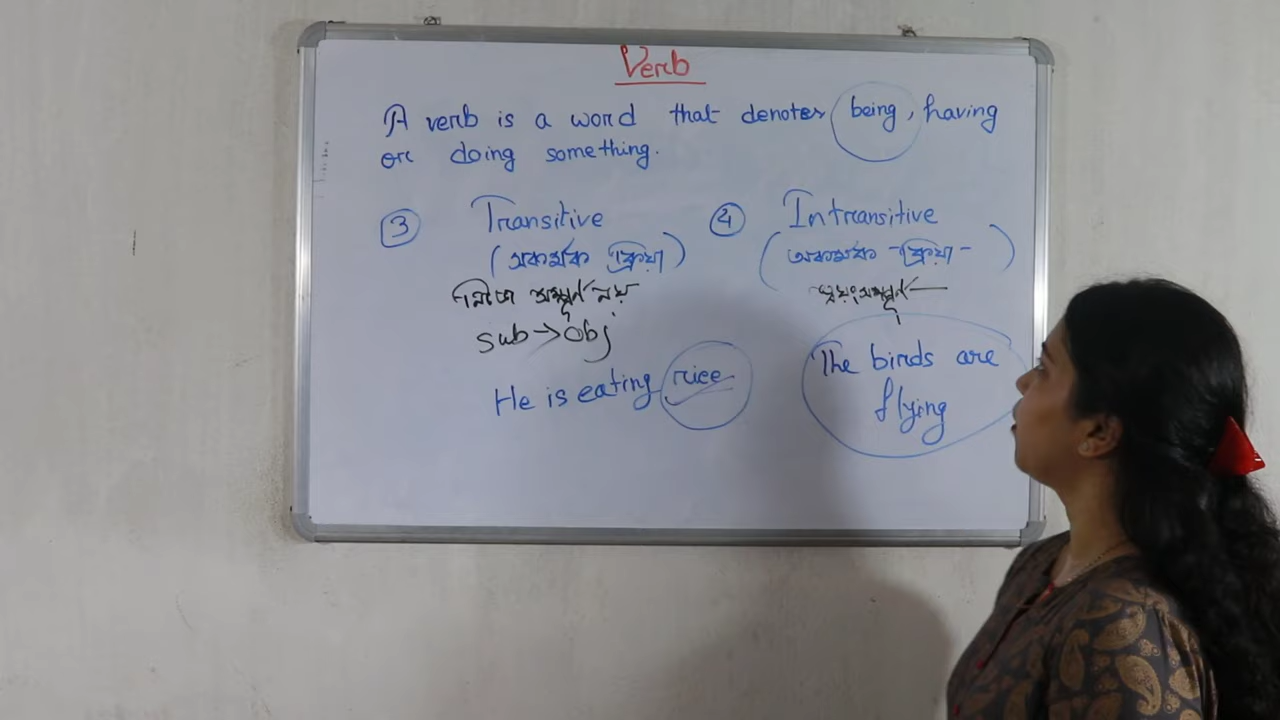 Verb
A verb is a word that denotes being, having
or doing something.
3 Transitive
(সকর্মক ক্রিয়া)
নিজে সম্পূর্ণ নয়
Sub → Obj
He is eating rice
4 Intransitive
(অকর্মক ক্রিয়া)
স্বয়ংসম্পূর্ণ
The birds are
flying